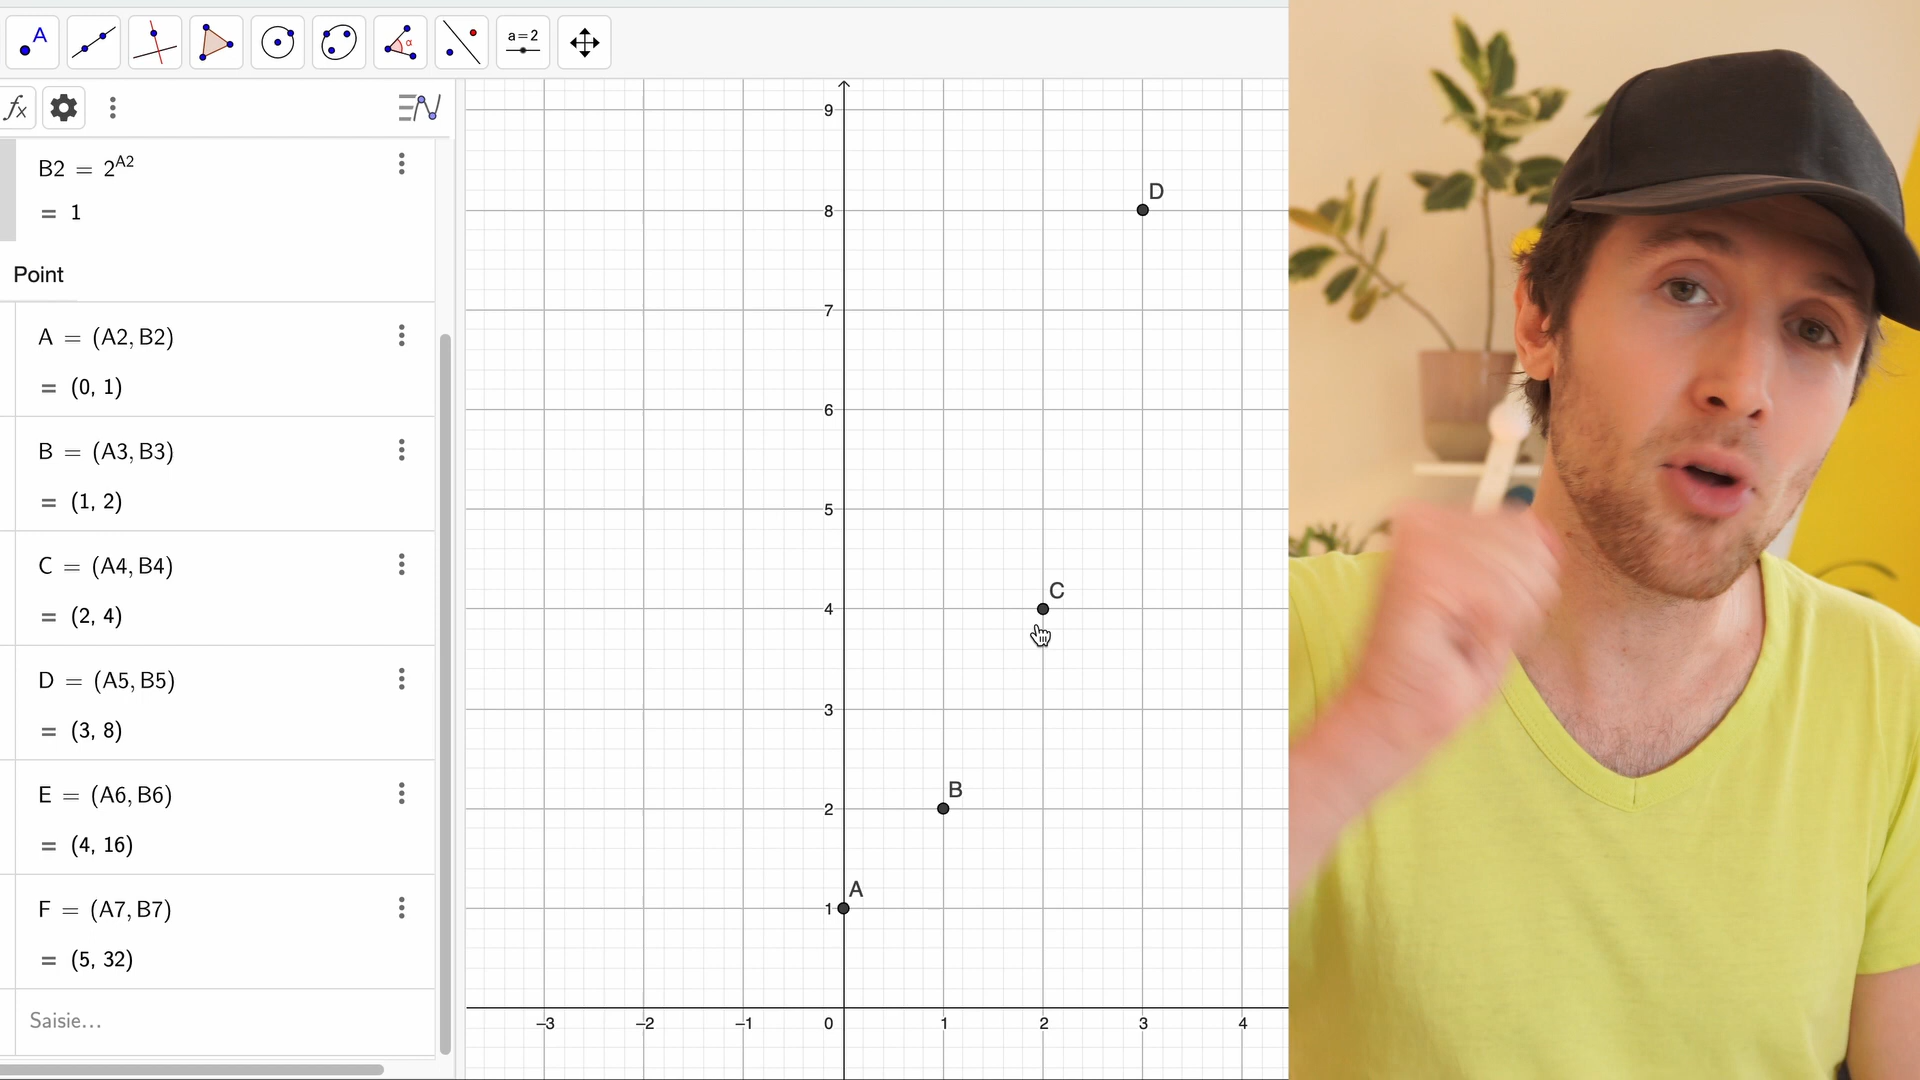 A
α
a=2
fx
B2 = 2^A2
= 1
Point
A = (A2, B2)
= (0, 1)
B = (A3, B3)
= (1, 2)
C = (A4, B4)
= (2, 4)
D = (A5, B5)
= (3, 8)
E = (A6, B6)
= (4, 16)
F = (A7, B7)
= (5, 32)
Saisie…
9
8
7
6
5
4
3
2
1
–3 –2 –1 0 1 2 3 4
D
C
B
A